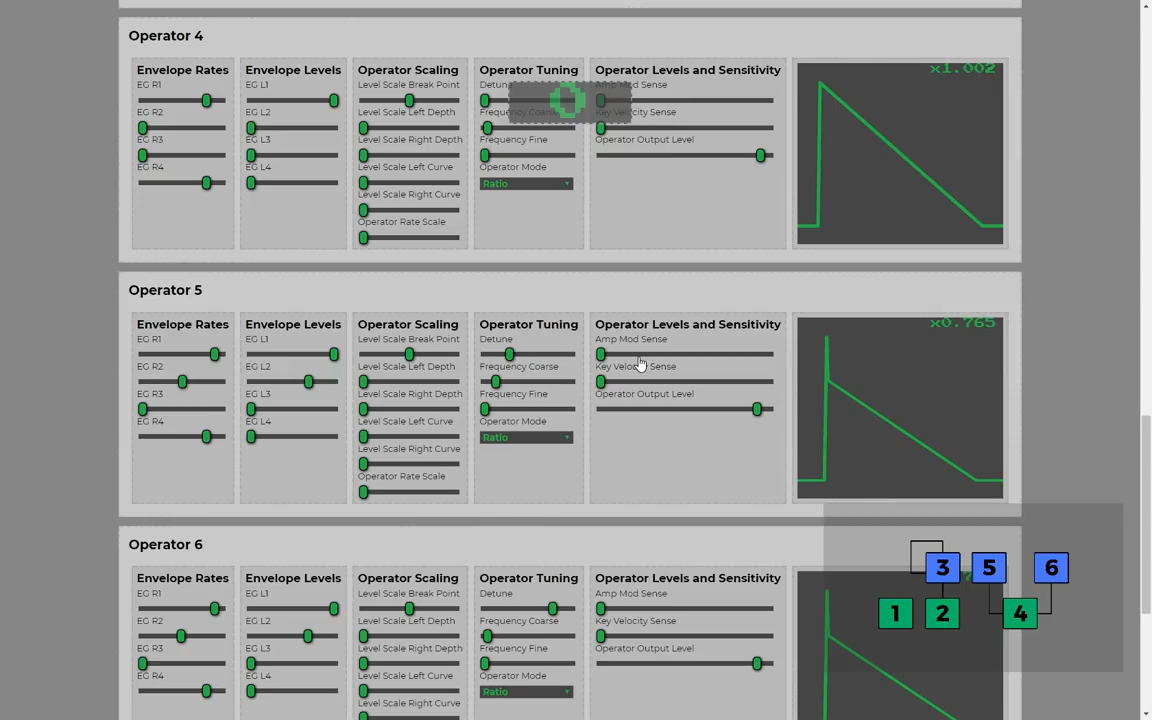 Operator 4
Envelope Rates
EG R1
EG R2
EG R3
EG R4
Envelope Levels
EG L1
EG L2
EG L3
EG L4
Operator Scaling
Level Scale Break Point
Level Scale Left Depth
Level Scale Right Depth
Level Scale Left Curve
Level Scale Right Curve
Operator Rate Scale
Operator Tuning
Detune
Frequency Coarse
Frequency Fine
Operator Mode
Ratio
Operator Levels and Sensitivity
Amp Mod Sense
Key Velocity Sense
Operator Output Level
0
x1.002
Operator 5
Envelope Rates
EG R1
EG R2
EG R3
EG R4
Envelope Levels
EG L1
EG L2
EG L3
EG L4
Operator Scaling
Level Scale Break Point
Level Scale Left Depth
Level Scale Right Depth
Level Scale Left Curve
Level Scale Right Curve
Operator Rate Scale
Operator Tuning
Detune
Frequency Coarse
Frequency Fine
Operator Mode
Ratio
Operator Levels and Sensitivity
Amp Mod Sense
Key Velocity Sense
Operator Output Level
x0.765
Operator 6
Envelope Rates
EG R1
EG R2
EG R3
EG R4
Envelope Levels
EG L1
EG L2
EG L3
EG L4
Operator Scaling
Level Scale Break Point
Level Scale Left Depth
Level Scale Right Depth
Level Scale Left Curve
Level Scale Right Curve
Operator Tuning
Detune
Frequency Coarse
Frequency Fine
Operator Mode
Ratio
Operator Levels and Sensitivity
Amp Mod Sense
Key Velocity Sense
Operator Output Level
3 5 6
1 2 4